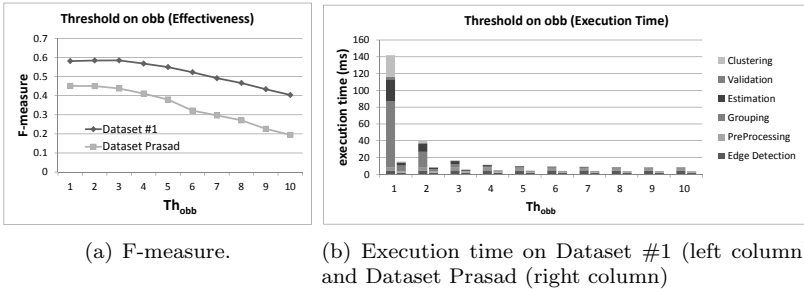 Threshold on obb (Effectiveness)
0.7
0.6
0.5
0.4
0.3
0.2
0.1
0
F-measure
Dataset #1
Dataset Prasad
1 2 3 4 5 6 7 8 9 10
Th obb
(a) F-measure.
Threshold on obb (Execution Time)
160
140
120
100
80
60
40
20
0
execution time (ms)
1 2 3 4 5 6 7 8 9 10
Th obb
Clustering
Validation
Estimation
Grouping
PreProcessing
Edge Detection
(b) Execution time on Dataset #1 (left column)
and Dataset Prasad (right column)